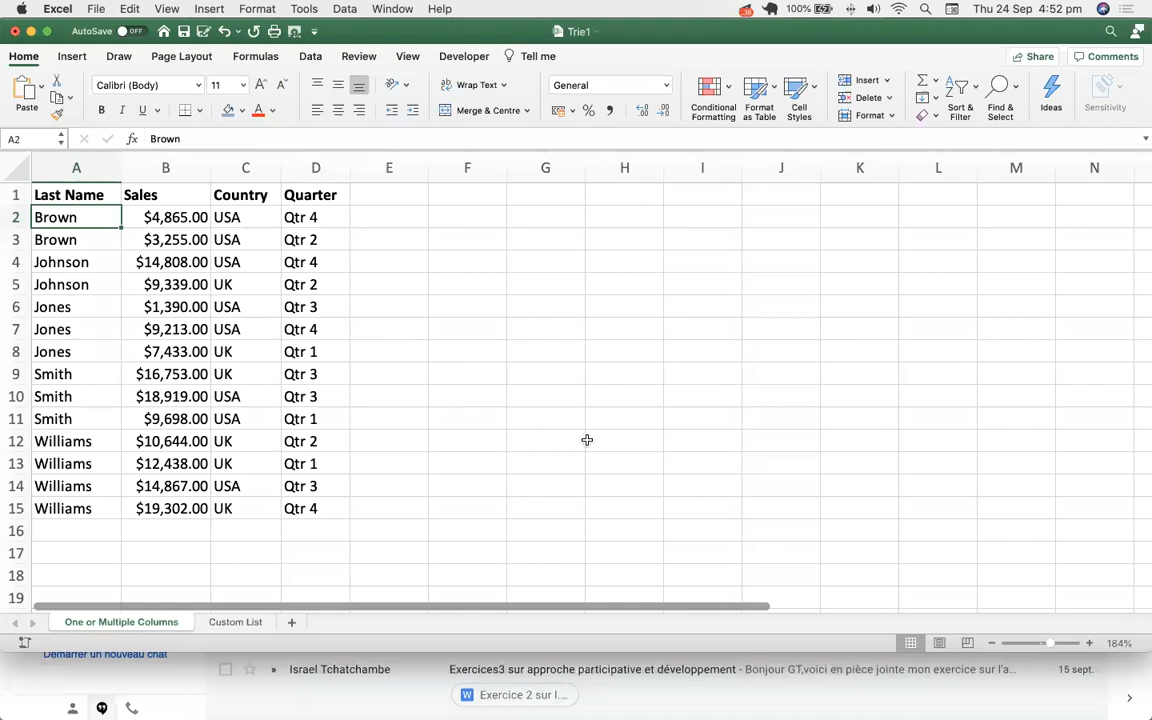 Excel File Edit View Insert Format Tools Data Window Help 100% Thu 24 Sep 4:52 pm
AutoSave OFF Trie1
Home Insert Draw Page Layout Formulas Data Review View Developer Tell me Share Comments
Paste Calibri (Body) 11 A A Wrap Text General Conditional Formatting Format as Table Cell Styles Insert Sort & Filter Find & Select Ideas Sensitivity
B I U A Merge & Centre % Delete
Format
A2 fx Brown
A B C D E F G H I J K L M N
1 Last Name Sales Country Quarter
2 Brown $4,865.00 USA Qtr 4
3 Brown $3,255.00 USA Qtr 2
4 Johnson $14,808.00 USA Qtr 4
5 Johnson $9,339.00 UK Qtr 2
6 Jones $1,390.00 USA Qtr 3
7 Jones $9,213.00 USA Qtr 4
8 Jones $7,433.00 UK Qtr 1
9 Smith $16,753.00 UK Qtr 3
10 Smith $18,919.00 USA Qtr 3
11 Smith $9,698.00 USA Qtr 1
12 Williams $10,644.00 UK Qtr 2
13 Williams $12,438.00 UK Qtr 1
14 Williams $14,867.00 USA Qtr 3
15 Williams $19,302.00 UK Qtr 4
16
17
18
19
One or Multiple Columns Custom List
184%
Démarrer un nouveau chat
Israel Tchatchambe Exercices3 sur approche participative et développement - Bonjour GT,voici en pièce jointe mon exercice sur l'a... 15 sept.
W Exercice 2 sur l....